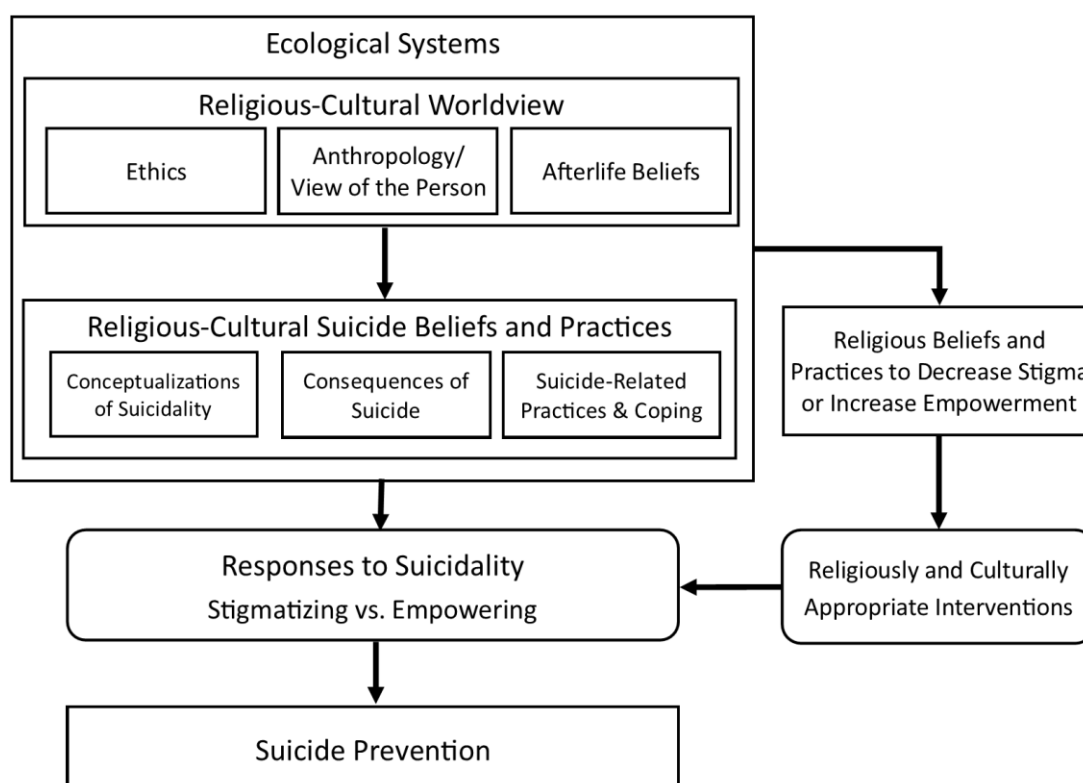 Ecological Systems
Religious-Cultural Worldview
Ethics
Anthropology/
View of the Person
Afterlife Beliefs
Religious-Cultural Suicide Beliefs and Practices
Conceptualizations
of Suicidality
Consequences of
Suicide
Suicide-Related
Practices & Coping
Religious Beliefs and
Practices to Decrease Stigma
or Increase Empowerment
Responses to Suicidality
Stigmatizing vs. Empowering
Religiously and Culturally
Appropriate Interventions
Suicide Prevention